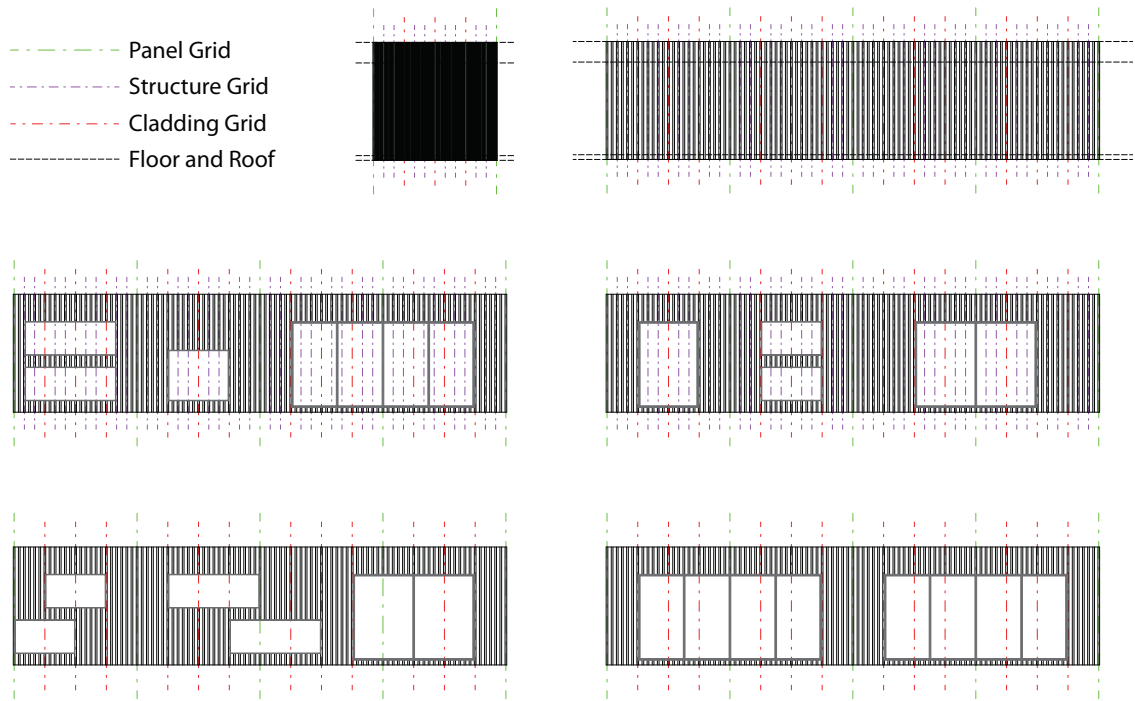 Panel Grid
Structure Grid
Cladding Grid
Floor and Roof